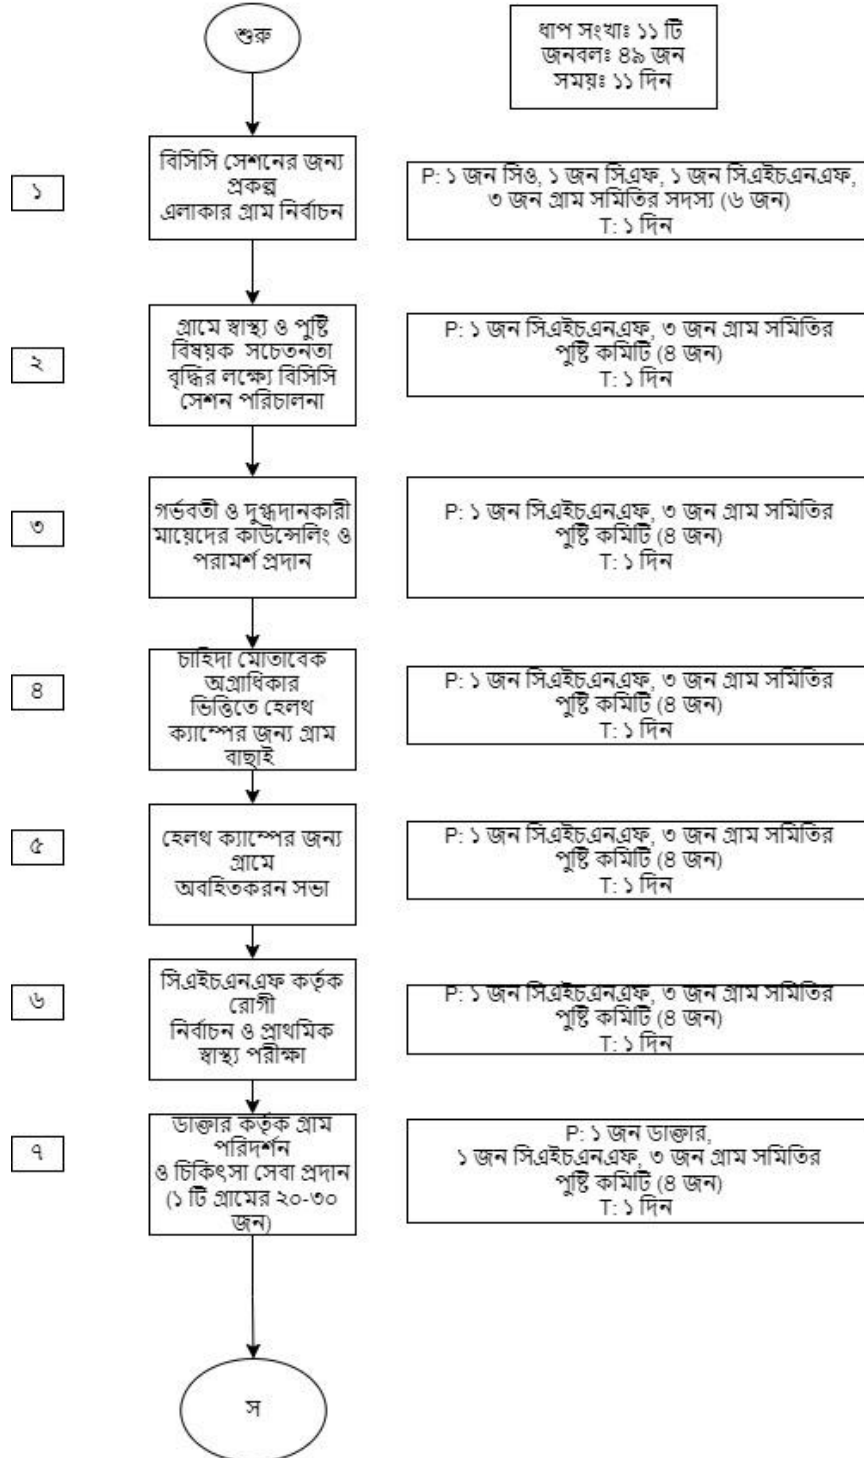 শুরু
ধাপ সংখাঃ ১১ টি
জনবলঃ ৪৯ জন
সময়ঃ ১১ দিন
১
বিসিসি সেশনের জন্য
প্রকল্প
এলাকার গ্রাম নির্বাচন
P: ১ জন সিও, ১ জন সিএফ, ১ জন সিএইচএনএফ,
৩ জন গ্রাম সমিতির সদস্য (৬ জন)
T: ১ দিন
২
গ্রামে স্বাস্থ্য ও পুষ্টি
বিষয়ক সচেতনতা
বৃদ্ধির লক্ষ্যে বিসিসি
সেশন পরিচালনা
P: ১ জন সিএইচএনএফ, ৩ জন গ্রাম সমিতির
পুষ্টি কমিটি (৪ জন)
T: ১ দিন
৩
গর্ভবতী ও দুগ্ধদানকারী
মায়েদের কাউন্সেলিং ও
পরামর্শ প্রদান
P: ১ জন সিএইচএনএফ, ৩ জন গ্রাম সমিতির
পুষ্টি কমিটি (৪ জন)
T: ১ দিন
৪
চাহিদা মোতাবেক
অগ্রাধিকার
ভিত্তিতে হেলথ
ক্যাম্পের জন্য গ্রাম
বাছাই
P: ১ জন সিএইচএনএফ, ৩ জন গ্রাম সমিতির
পুষ্টি কমিটি (৪ জন)
T: ১ দিন
৫
হেলথ ক্যাম্পের জন্য
গ্রামে
অবহিতকরন সভা
P: ১ জন সিএইচএনএফ, ৩ জন গ্রাম সমিতির
পুষ্টি কমিটি (৪ জন)
T: ১ দিন
৬
সিএইচএনএফ কর্তৃক
রোগী
নির্বাচন ও প্রাথমিক
স্বাস্থ্য পরীক্ষা
P: ১ জন সিএইচএনএফ, ৩ জন গ্রাম সমিতির
পুষ্টি কমিটি (৪ জন)
T: ১ দিন
৭
ডাক্তার কর্তৃক গ্রাম
পরিদর্শন
ও চিকিৎসা সেবা প্রদান
(১ টি গ্রামের ২০-৩০
জন)
P: ১ জন ডাক্তার,
১ জন সিএইচএনএফ, ৩ জন গ্রাম সমিতির
পুষ্টি কমিটি (৪ জন)
T: ১ দিন
স